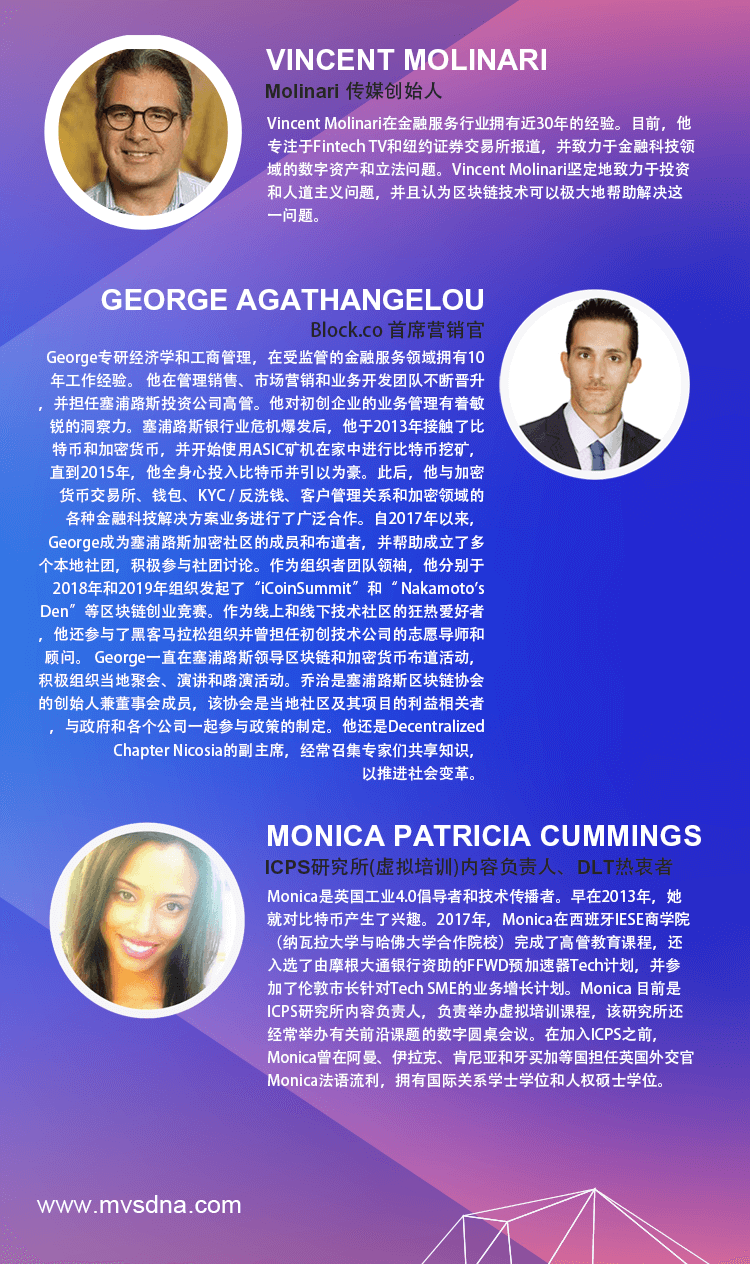 VINCENT MOLINARI
Molinari 传媒创始人
Vincent Molinari在金融服务行业拥有近30年的经验。目前，他
专注于Fintech TV和纽约证券交易所报道，并致力于金融科技领
域的数字资产和立法问题。Vincent Molinari坚定地致力于投资
和人道主义问题，并且认为区块链技术可以极大地帮助解决这
一问题。
GEORGE AGATHANGELOU
Block.co 首席营销官
George专研经济学和工商管理，在受监管的金融服务领域拥有10
年工作经验。 他在管理销售、市场营销和业务开发团队不断晋升
，并担任塞浦路斯投资公司高管。他对初创企业的业务管理有着敏
锐的洞察力。塞浦路斯银行业危机爆发后，他于2013年接触了比
特币和加密货币，并开始使用ASIC矿机在家中进行比特币挖矿，
直到2015年，他全身心投入比特币并引以为豪。此后，他与加密
货币交易所、钱包、KYC / 反洗钱、客户管理关系和加密领域的
各种金融科技解决方案业务进行了广泛合作。自2017年以来，
George成为塞浦路斯加密社区的成员和布道者，并帮助成立了多
个本地社团，积极参与社团讨论。作为组织者团队领袖，他分别于
2018年和2019年组织发起了“iCoinSummit”和“ Nakamoto’s
Den”等区块链创业竞赛。作为线上和线下技术社区的狂热爱好者
，他还参与了黑客马拉松组织并曾担任初创技术公司的志愿导师和
顾问。 George一直在塞浦路斯领导区块链和加密货币布道活动，
积极组织当地聚会、演讲和路演活动。乔治是塞浦路斯区块链协会
的创始人兼董事会成员，该协会是当地社区及其项目的利益相关者
，与政府和各个公司一起参与政策的制定。他还是Decentralized
Chapter Nicosia的副主席，经常召集专家们共享知识，
以推进社会变革。
MONICA PATRICIA CUMMINGS
ICPS研究所(虚拟培训)内容负责人、DLT热衷者
Monica是英国工业4.0倡导者和技术传播者。早在2013年，她
就对比特币产生了兴趣。2017年，Monica在西班牙IESE商学院
（纳瓦拉大学与哈佛大学合作院校）完成了高管教育课程，还
入选了由摩根大通银行资助的FFWD预加速器Tech计划，并参
加了伦敦市长针对Tech SME的业务增长计划。Monica 目前是
ICPS研究所内容负责人，负责举办虚拟培训课程，该研究所还
经常举办有关前沿课题的数字圆桌会议。在加入ICPS之前，
Monica曾在阿曼、伊拉克、肯尼亚和牙买加等国担任英国外交官
Monica法语流利，拥有国际关系学士学位和人权硕士学位。
www.mvsdna.com